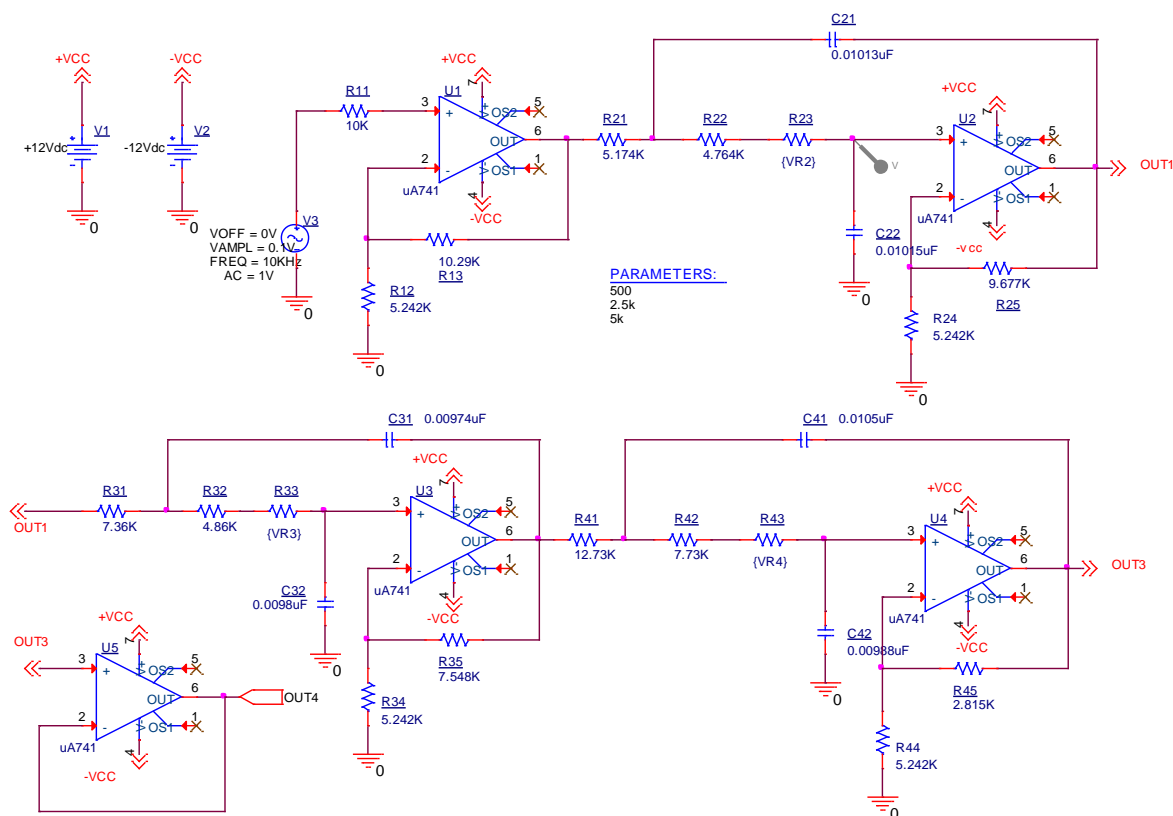 C21
0.01013uF
+VCC
-VCC
V1
+12Vdc
0
V2
-12Vdc
0
R11
10K
+VCC
7
U1
3
+
V+
OS2
5
6
OUT
2
-
V-
OS1
1
uA741
4
-VCC
R21
5.174K
R22
4.764K
R23
{VR2}
V
+VCC
7
U2
3
+
V+
OS2
5
6
OUT
2
-
V-
OS1
1
uA741
4
-VCC
OUT1
V3
VOFF = 0V
VAMPL = 0.1V
FREQ = 10KHz
AC = 1V
0
10.29K
R13
R12
5.242K
0
PARAMETERS:
500
2.5k
5k
C22
0.01015uF
0
9.677K
R25
R24
5.242K
0
C31 0.00974uF
C41 0.0105uF
OUT1
R31
7.36K
R32
4.86K
R33
{VR3}
+VCC
7
U3
3
+
V+
OS2
5
6
OUT
2
-
V-
OS1
1
uA741
4
-VCC
C32
0.0098uF
0
R35
7.548K
R34
5.242K
0
R41
12.73K
R42
7.73K
R43
{VR4}
+VCC
7
U4
3
+
V+
OS2
5
6
OUT
2
-
V-
OS1
1
uA741
4
-VCC
OUT3
C42
0.00988uF
0
R45
2.815K
R44
5.242K
0
OUT3
+VCC
7
U5
3
+
V+
OS2
5
6
OUT
2
-
V-
OS1
1
uA741
4
-VCC
OUT4